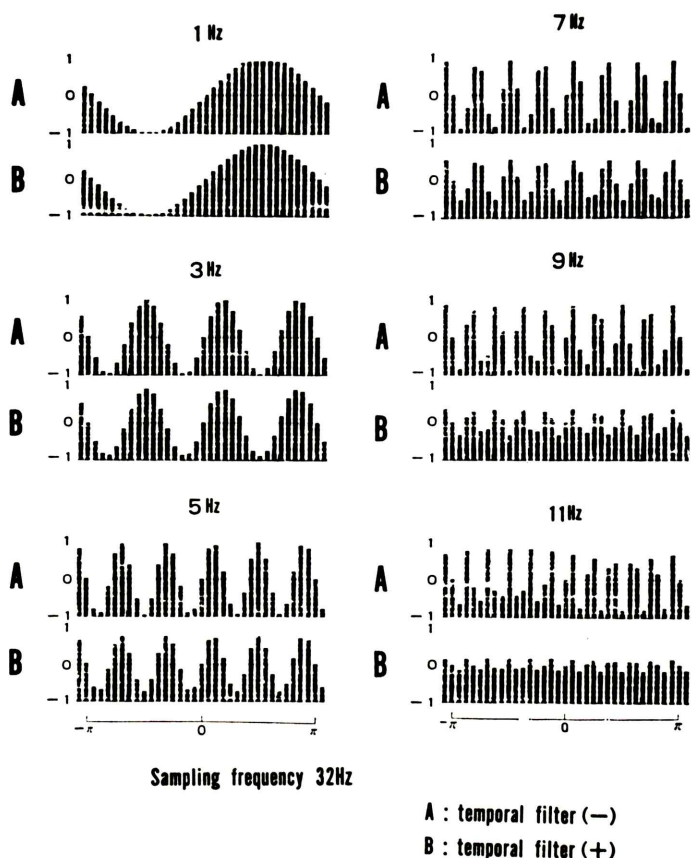 1 Hz
A
1
0
−1
B
1
0
−1
3 Hz
A
1
0
−1
B
1
0
−1
5 Hz
A
1
0
−1
B
1
0
−1
−π 0 π
7 Hz
A
1
0
−1
B
1
0
−1
9 Hz
A
1
0
−1
B
1
0
−1
11 Hz
A
1
0
−1
B
1
0
−1
−π 0 π
Sampling frequency 32Hz
A : temporal filter (−)
B : temporal filter (+)